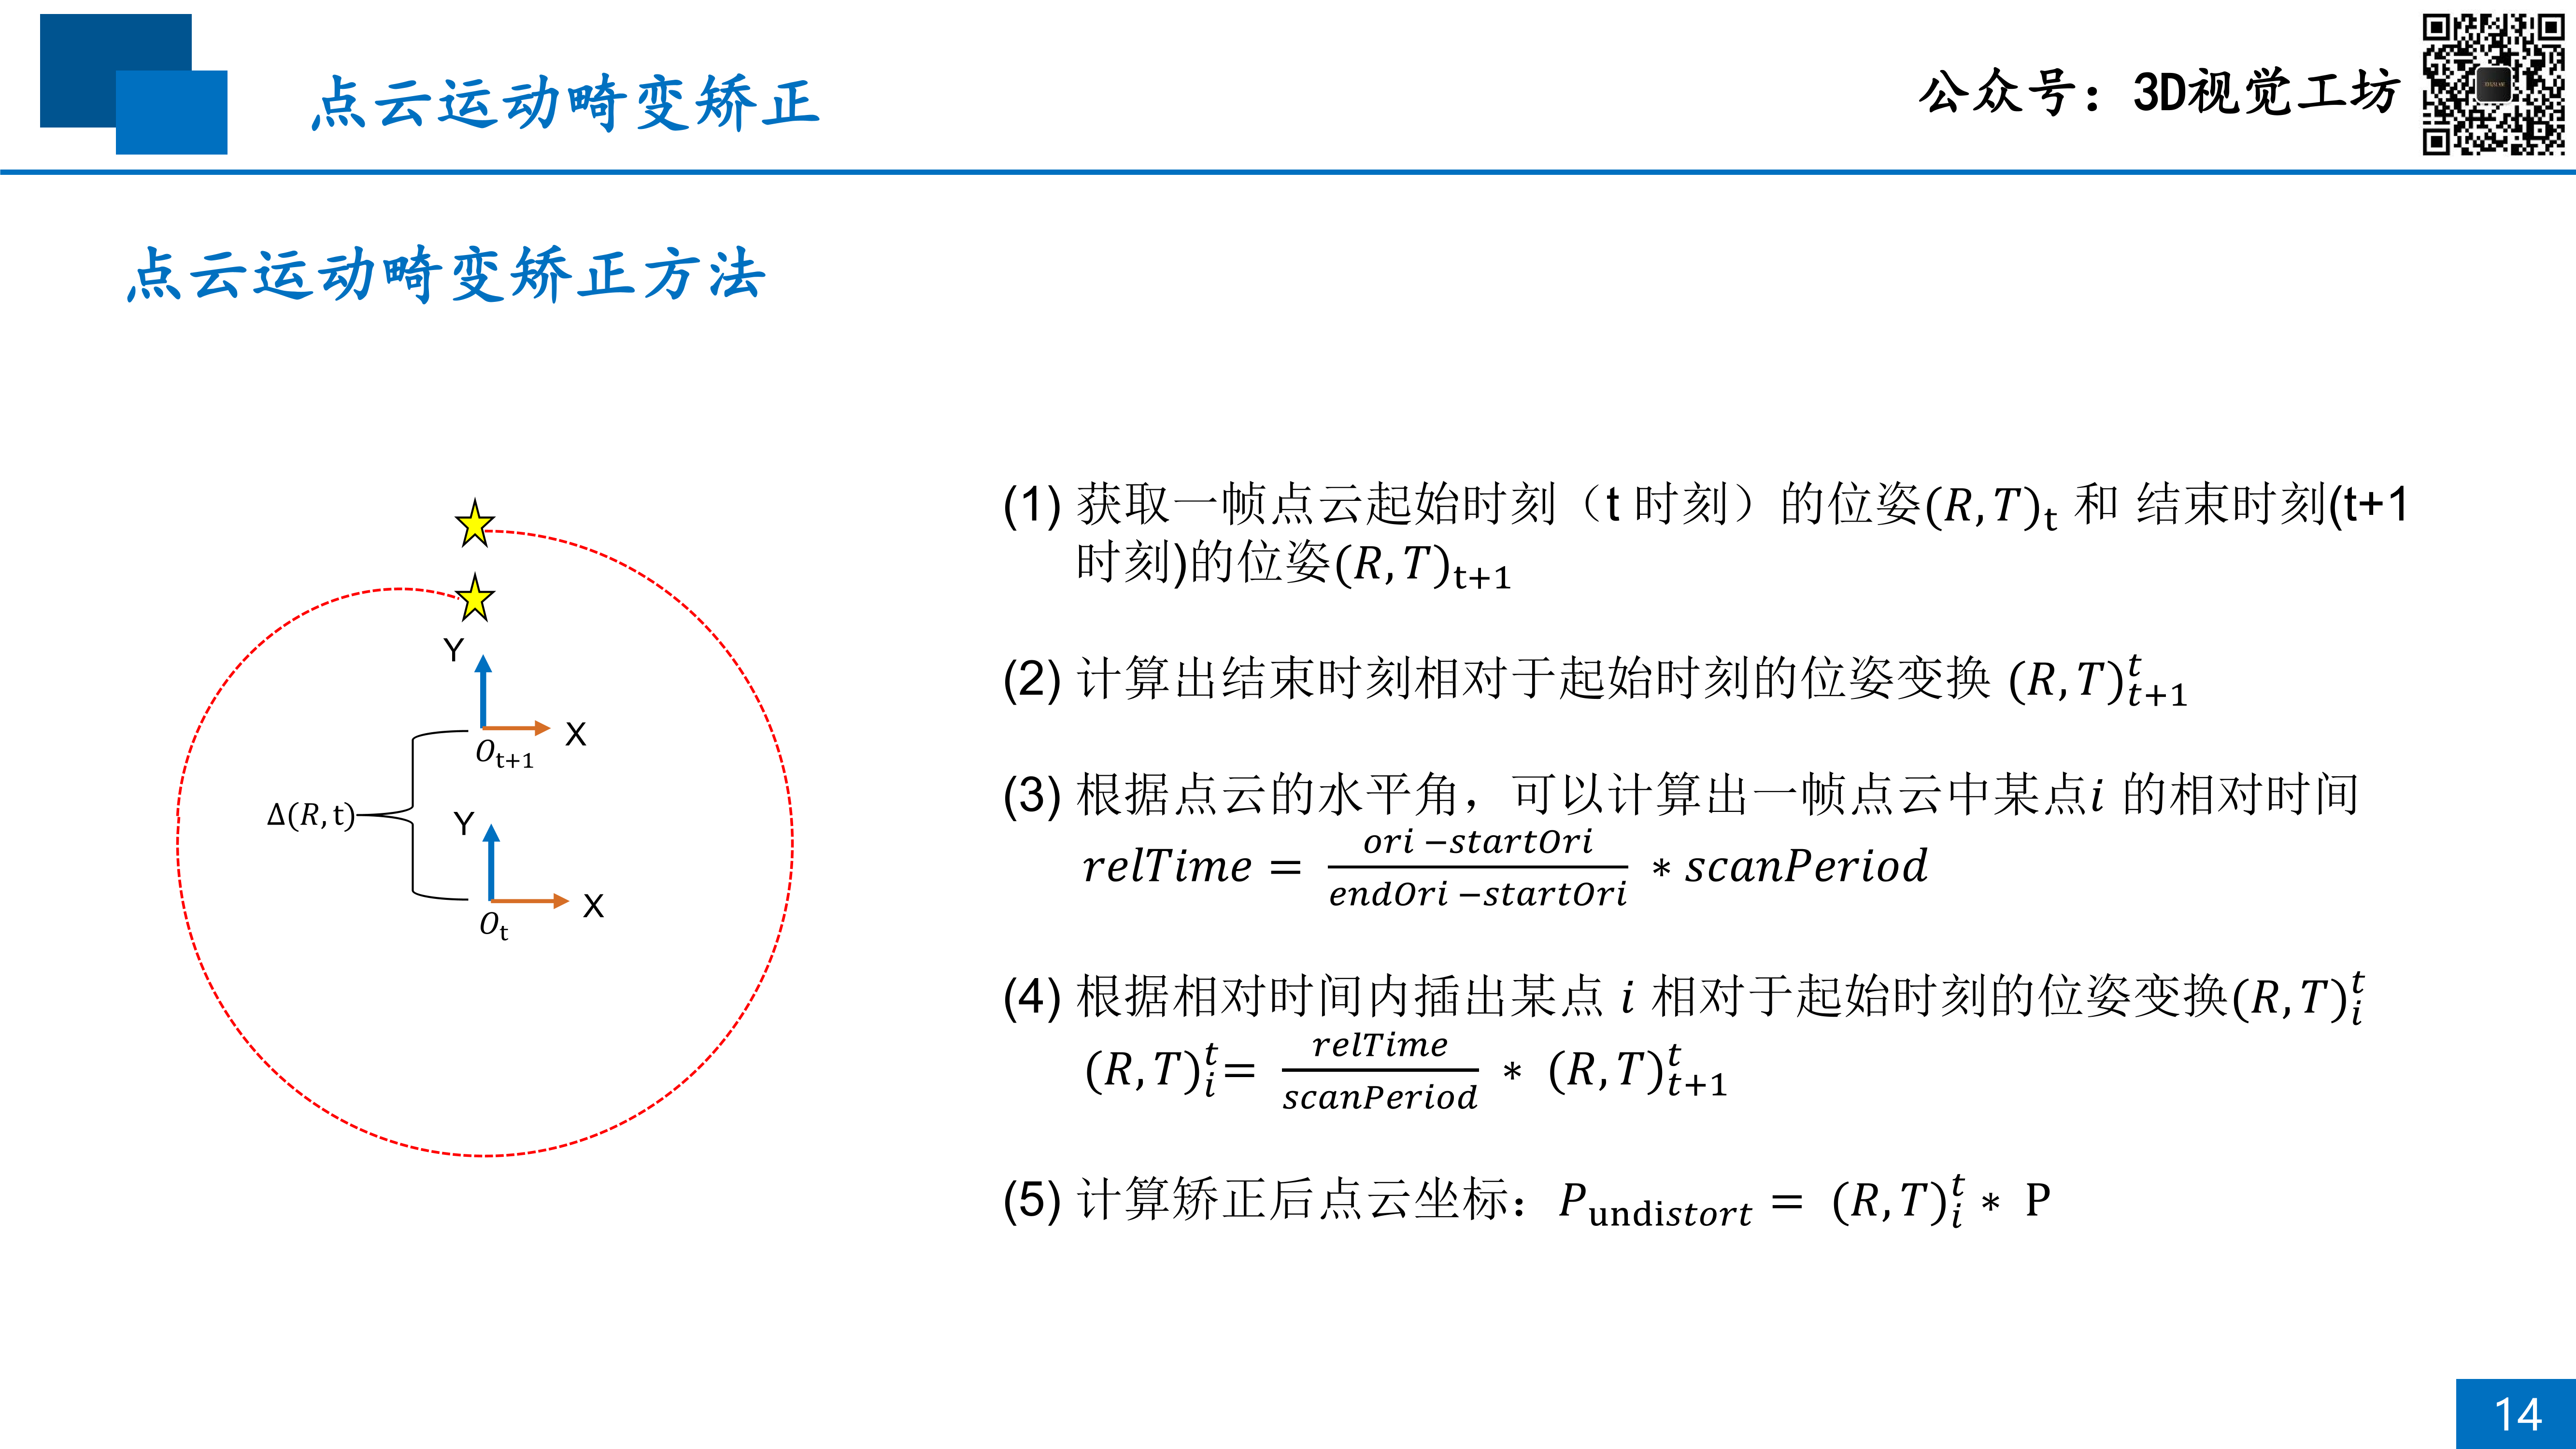 点云运动畸变矫正
公众号：3D视觉工坊
点云运动畸变矫正方法
(1) 获取一帧点云起始时刻（t 时刻）的位姿(R,T)_t 和 结束时刻(t+1
时刻)的位姿(R,T)_{t+1}
(2) 计算出结束时刻相对于起始时刻的位姿变换 (R,T)_{t+1}^t
(3) 根据点云的水平角，可以计算出一帧点云中某点i 的相对时间
relTime = \frac{ori −startOri}{endOri −startOri} * scanPeriod
(4) 根据相对时间内插出某点 i 相对于起始时刻的位姿变换(R,T)_i^t
(R,T)_i^t = \frac{relTime}{scanPeriod} * (R,T)_{t+1}^t
(5) 计算矫正后点云坐标：P_{undistort} = (R,T)_i^t * P
Y
X
O_{t+1}
Δ(R,t)
Y
X
O_t
14